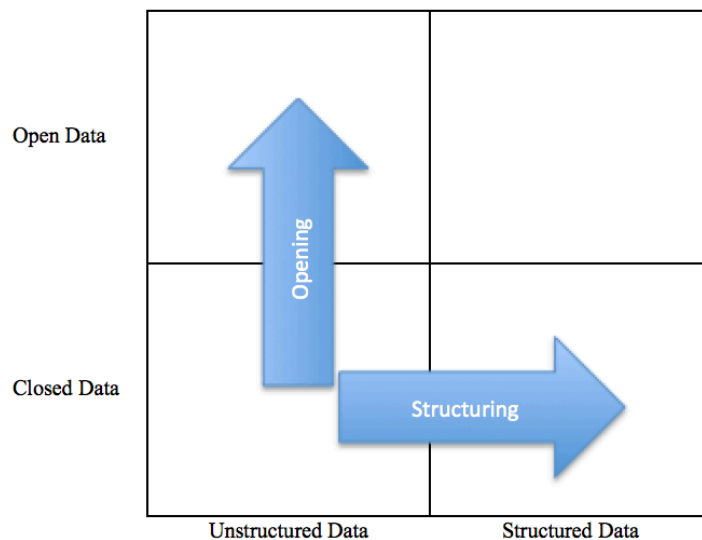 Open Data
Opening
Closed Data
Structuring
Unstructured Data
Structured Data